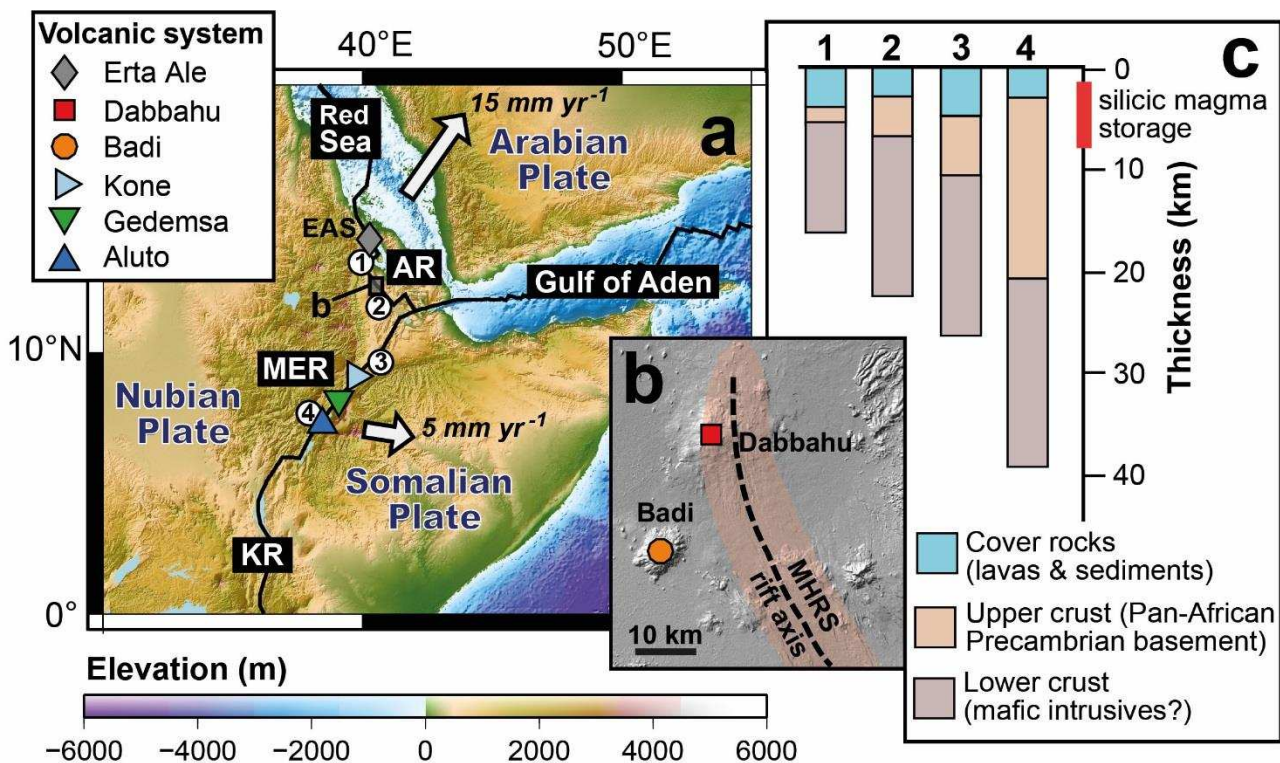 Volcanic system
Erta Ale
Dabbahu
Badi
Kone
Gedemsa
Aluto
40°E
50°E
10°N
0°
a
Red
Sea
15 mm yr⁻¹
Arabian
Plate
EAS
1
AR
b
2
Gulf of Aden
MER
3
Nubian
Plate
4
5 mm yr⁻¹
Somalian
Plate
KR
b
Dabbahu
Badi
MHRS
rift axis
10 km
Elevation (m)
−6000
−4000
−2000
0
2000
4000
6000
c
1
2
3
4
0
10
20
30
40
silicic magma
storage
Thickness (km)
Cover rocks
(lavas & sediments)
Upper crust (Pan-African
Precambrian basement)
Lower crust
(mafic intrusives?)